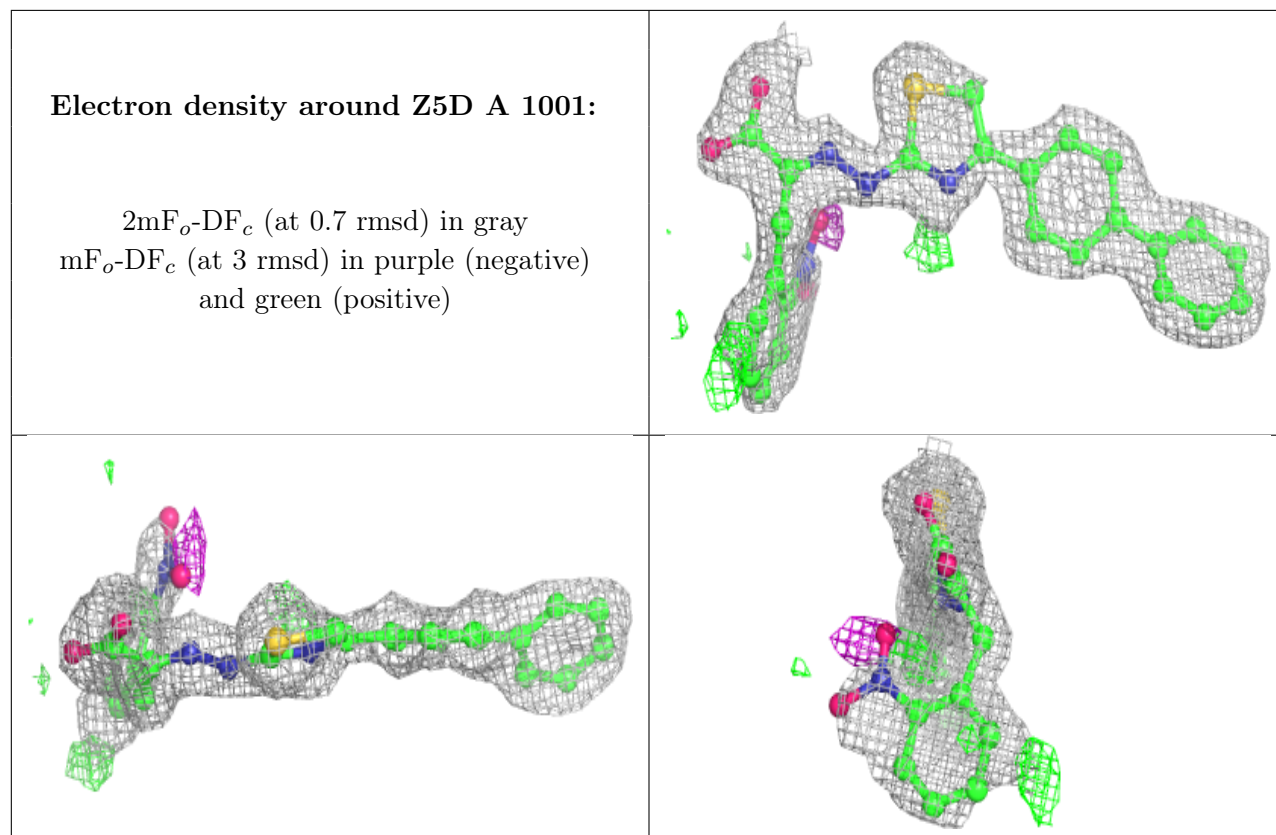 Electron density around Z5D A 1001:
2mFo-DFc (at 0.7 rmsd) in gray
mFo-DFc (at 3 rmsd) in purple (negative)
and green (positive)